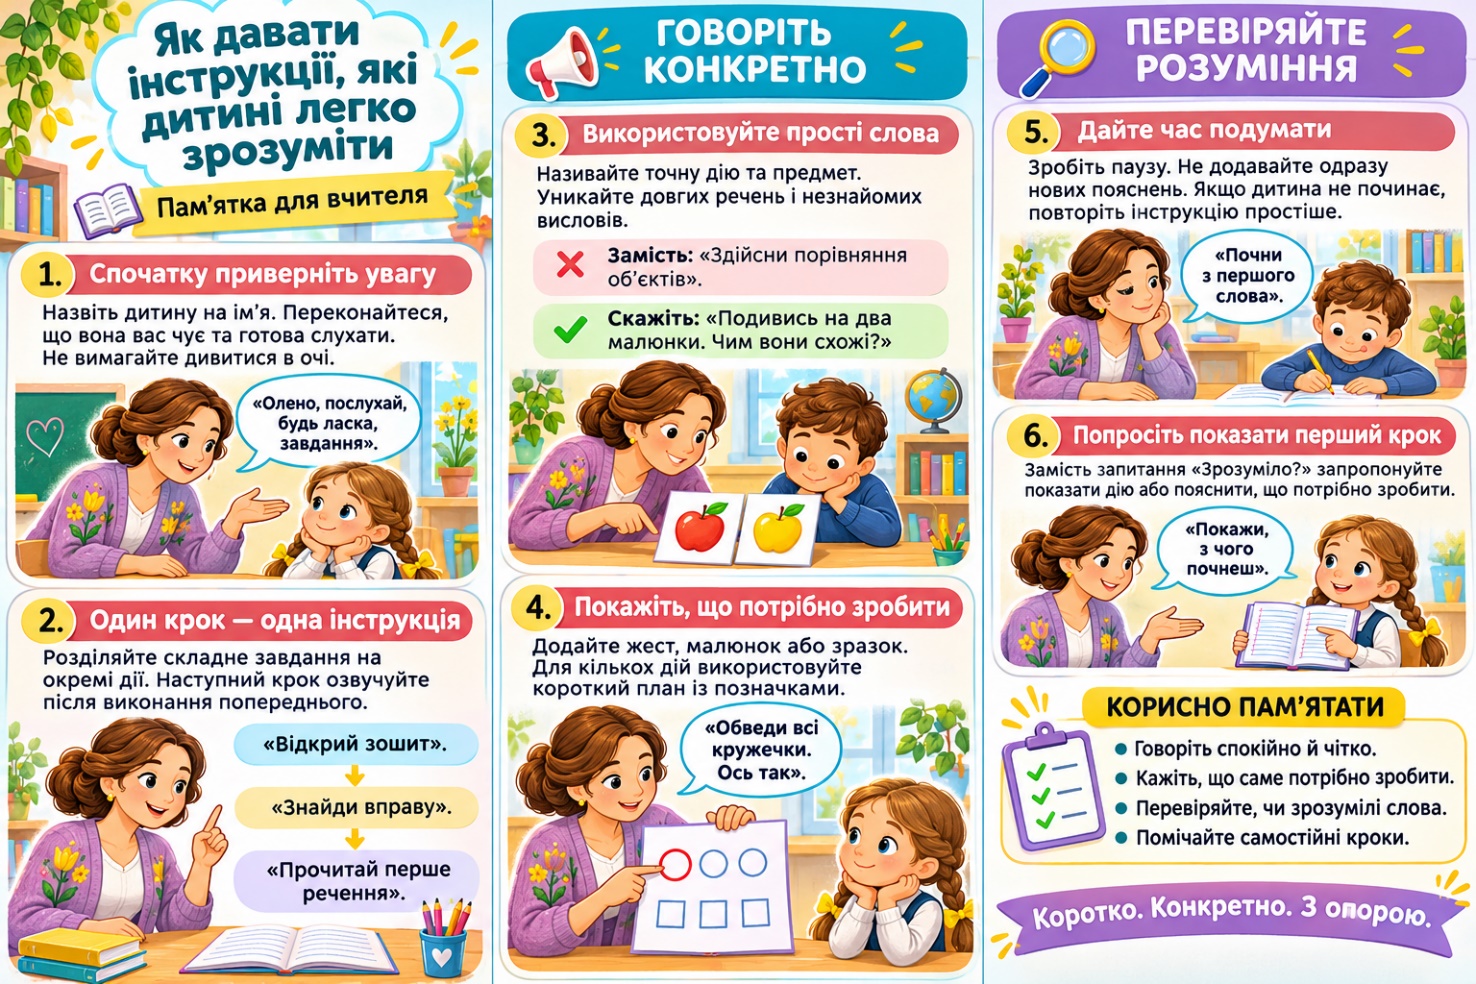 Як давати
інструкції, які
дитині легко
зрозуміти
Пам'ятка для вчителя
1. Спочатку приверніть увагу
Назвіть дитину на ім'я. Переконайтеся,
що вона вас чує та готова слухати.
Не вимагайте дивитися в очі.
«Олено, послухай,
будь ласка,
завдання».
2. Один крок — одна інструкція
Розділяйте складне завдання на
окремі дії. Наступний крок озвучуйте
після виконання попереднього.
«Відкрий зошит».
«Знайди вправу».
«Прочитай перше
речення».
ГОВОРІТЬ
КОНКРЕТНО
3. Використовуйте прості слова
Називайте точну дію та предмет.
Уникайте довгих речень і незнайомих
висловів.
Замість: «Здійсни порівняння
об'єктів».
Скажіть: «Подивись на два
малюнки. Чим вони схожі?»
4. Покажіть, що потрібно зробити
Додайте жест, малюнок або зразок.
Для кількох дій використовуйте
короткий план із позначками.
«Обведи всі
кружечки.
Ось так».
ПЕРЕВІРЯЙТЕ
РОЗУМІННЯ
5. Дайте час подумати
Зробіть паузу. Не додавайте одразу
нових пояснень. Якщо дитина не починає,
повторіть інструкцію простіше.
«Почни
з першого
слова».
6. Попросіть показати перший крок
Замість запитання «Зрозуміло?» запропонуйте
показати дію або пояснити, що потрібно зробити.
«Покажи,
з чого
почнеш».
КОРИСНО ПАМ'ЯТАТИ
Говоріть спокійно й чітко.
Кажіть, що саме потрібно зробити.
Перевіряйте, чи зрозумілі слова.
Помічайте самостійні кроки.
Коротко. Конкретно. З опорою.